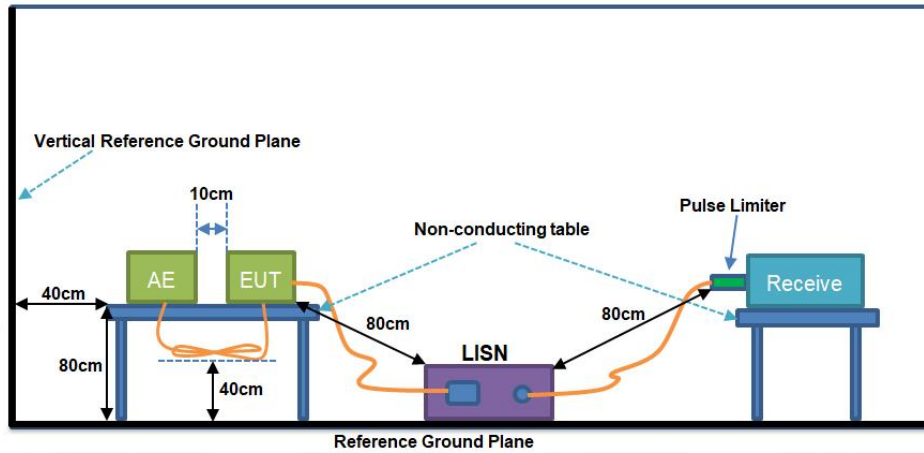 Vertical Reference Ground Plane
10cm
Pulse Limiter
Non-conducting table
AE
EUT
Receive
40cm
80cm
80cm
LISN
80cm
40cm
Reference Ground Plane